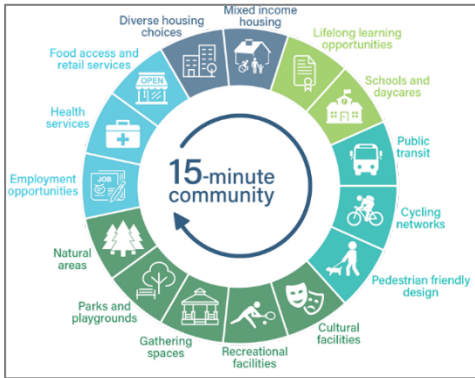 Diverse housing
choices
Mixed income
housing
Lifelong learning
opportunities
Schools and
daycares
Public
transit
Cycling
networks
Pedestrian friendly
design
Cultural
facilities
Recreational
facilities
Gathering
spaces
Parks and
playgrounds
Natural
areas
Employment
opportunities
JOB
Health
services
Food access and
retail services
OPEN
15-minute
community